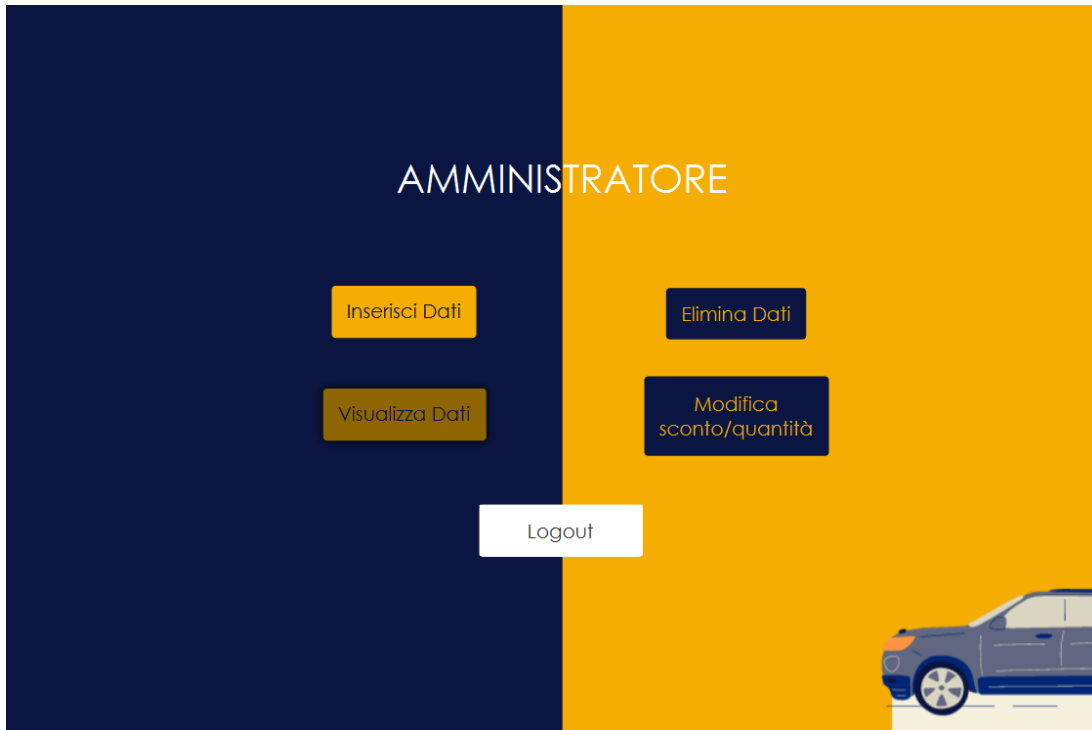 AMMINISTRATORE
Inserisci Dati
Elimina Dati
Visualizza Dati
Modifica
sconto/quantità
Logout